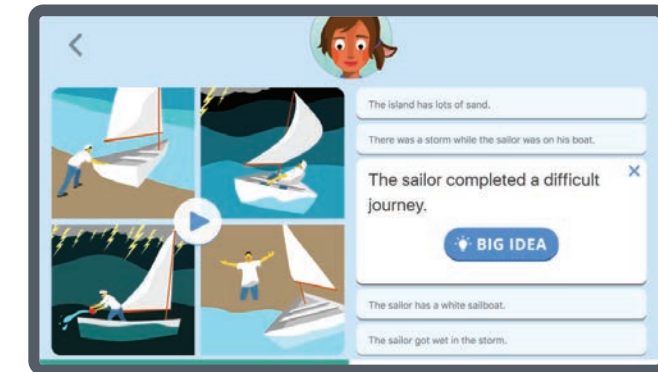 The island has lots of sand.
There was a storm while the sailor was on his boat.
The sailor completed a difficult
journey.
BIG IDEA
The sailor has a white sailboat.
The sailor got wet in the storm.